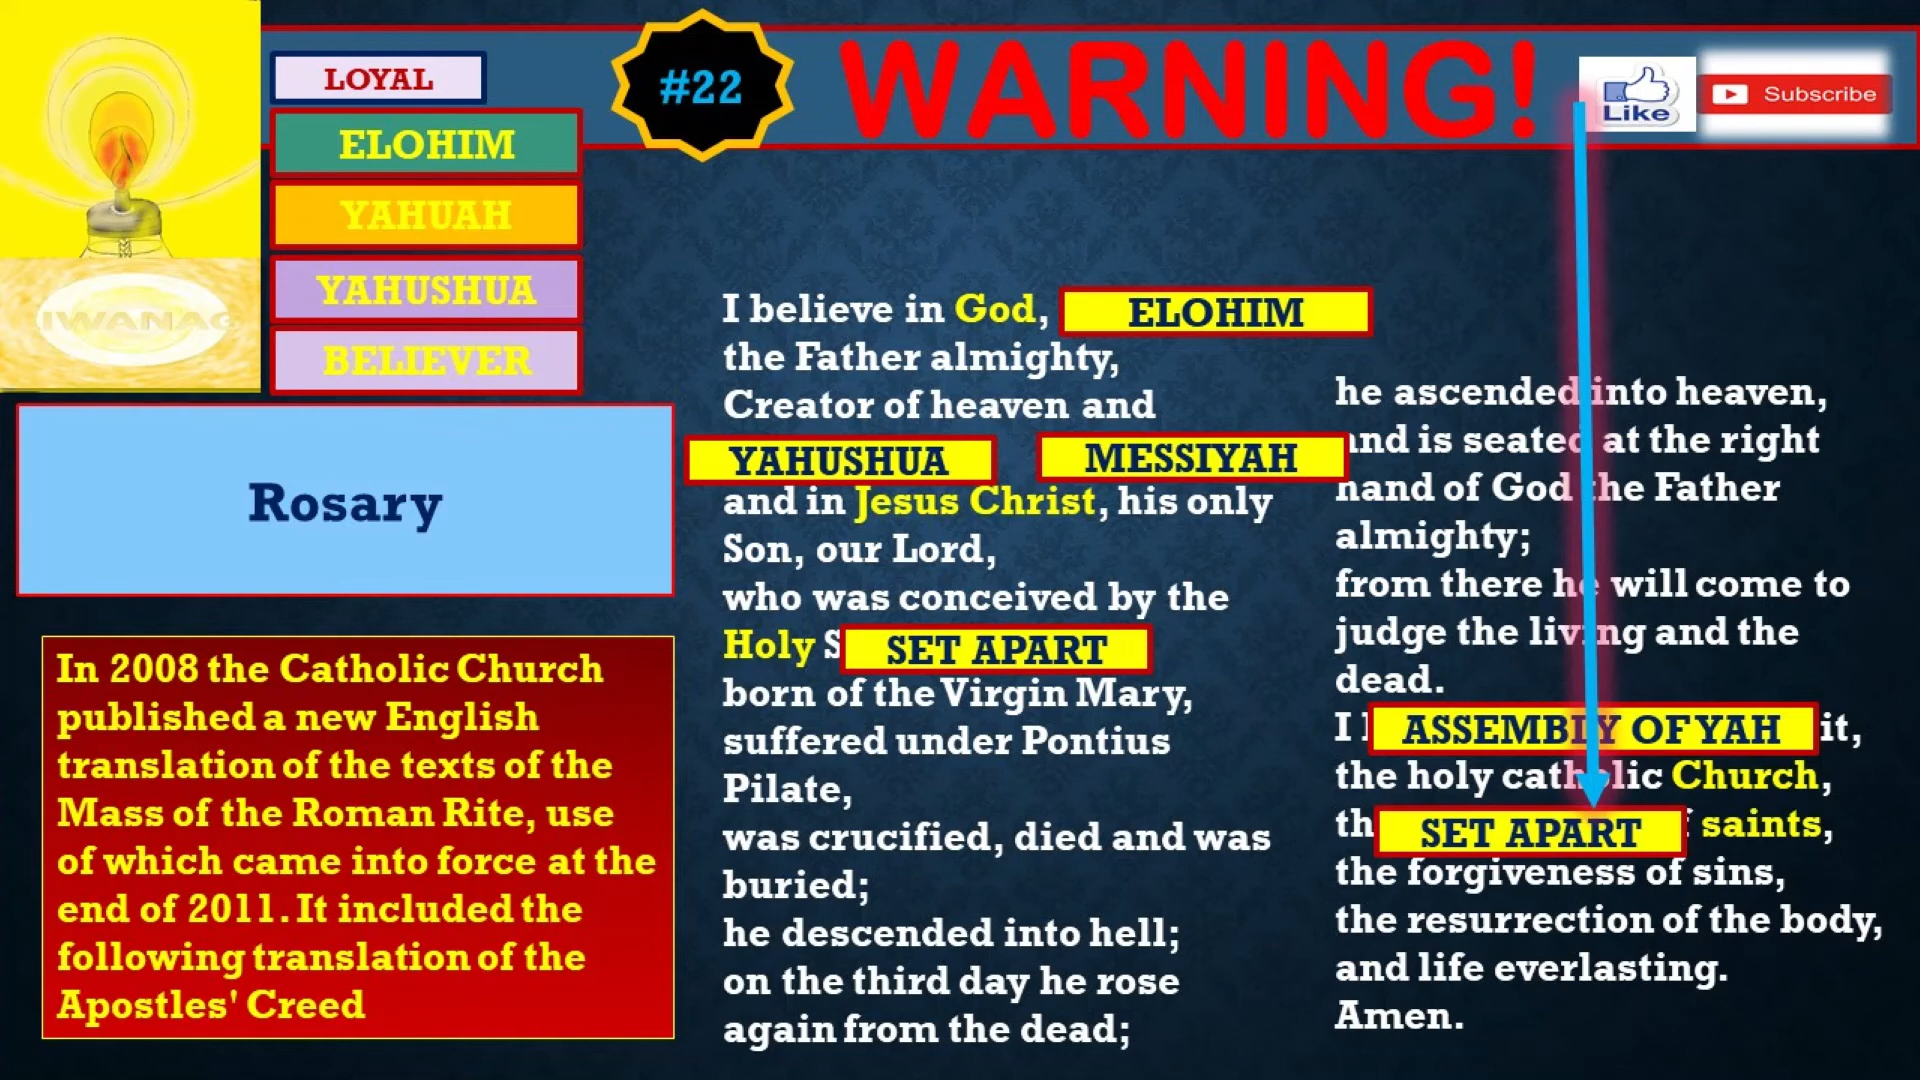 LOYAL
ELOHIM
YAHUAH
YAHUSHUA
BELIEVER
#22
WARNING!
Like
Subscribe
IWANAG
Rosary
In 2008 the Catholic Church
published a new English
translation of the texts of the
Mass of the Roman Rite, use
of which came into force at the
end of 2011. It included the
following translation of the
Apostles' Creed
I believe in God, ELOHIM
the Father almighty,
Creator of heaven and
YAHUSHUA MESSIYAH
and in Jesus Christ, his only
Son, our Lord,
who was conceived by the
Holy S SET APART
born of the Virgin Mary,
suffered under Pontius
Pilate,
was crucified, died and was
buried;
he descended into hell;
on the third day he rose
again from the dead;
he ascended into heaven,
and is seated at the right
hand of God the Father
almighty;
from there he will come to
judge the living and the
dead.
I ASSEMBLY OF YAH it,
the holy catholic Church,
th SET APART saints,
the forgiveness of sins,
the resurrection of the body,
and life everlasting.
Amen.